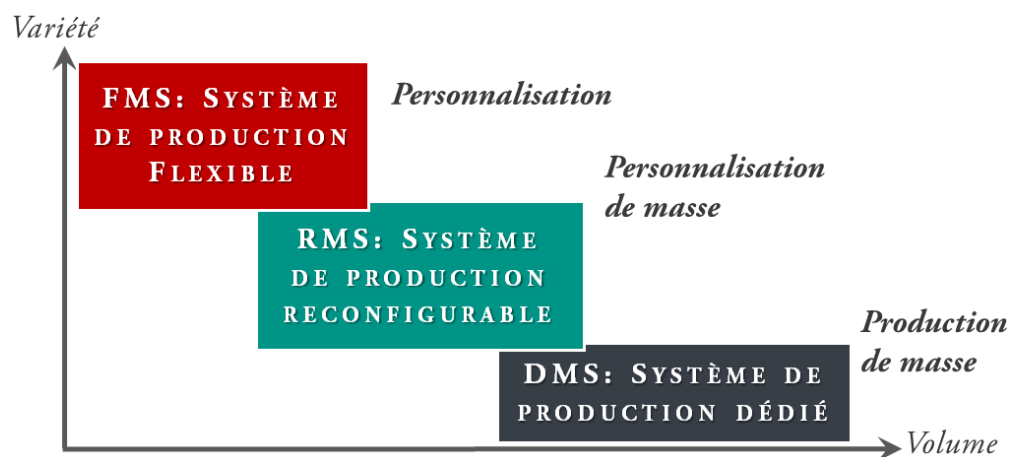 Variété
FMS: Système
de production
Flexible
Personnalisation
Personnalisation
de masse
RMS: Système
de production
reconfigurable
Production
de masse
DMS: Système de
production dédié
Volume